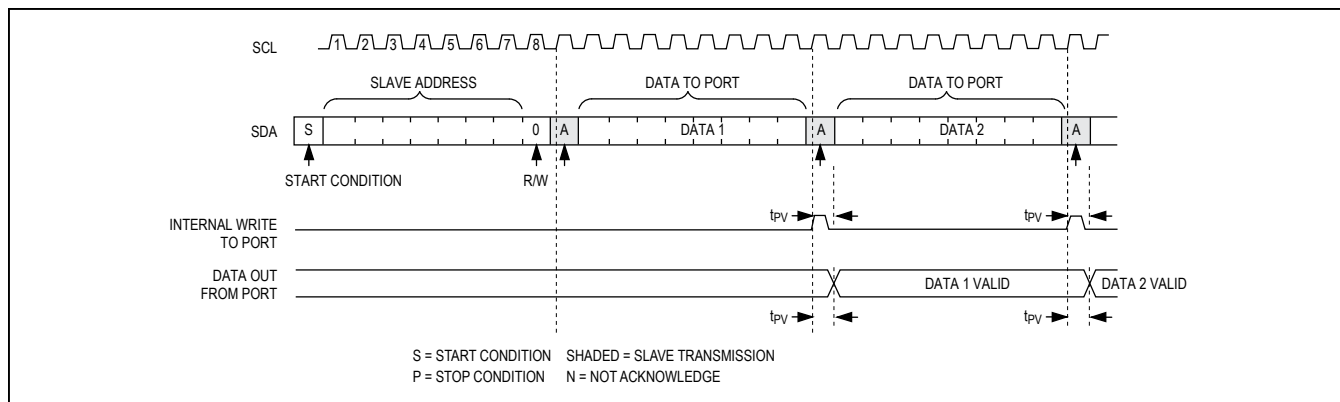 SCL 1 2 3 4 5 6 7 8
SLAVE ADDRESS DATA TO PORT DATA TO PORT
SDA S 0 A DATA 1 A DATA 2 A
START CONDITION R/W
tPV tPV
INTERNAL WRITE
TO PORT
DATA OUT
FROM PORT
DATA 1 VALID DATA 2 VALID
tPV tPV
S = START CONDITION SHADED = SLAVE TRANSMISSION
P = STOP CONDITION N = NOT ACKNOWLEDGE